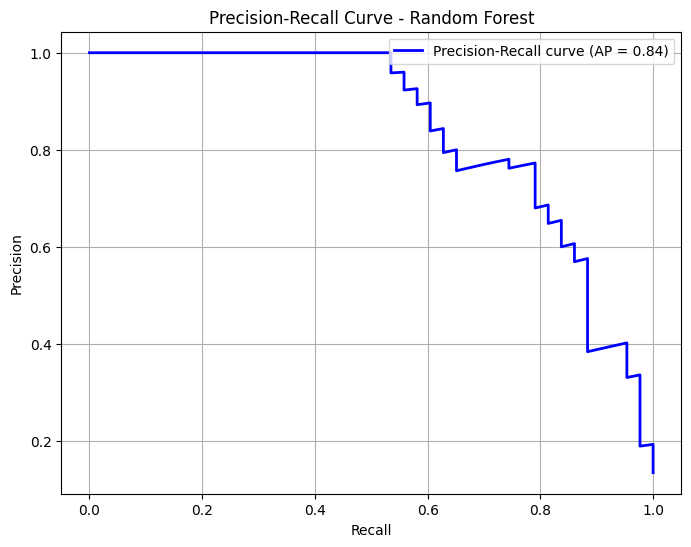 Precision-Recall Curve - Random Forest
Precision-Recall curve (AP = 0.84)
1.0
0.8
0.6
0.4
0.2
Precision
0.0 0.2 0.4 0.6 0.8 1.0
Recall